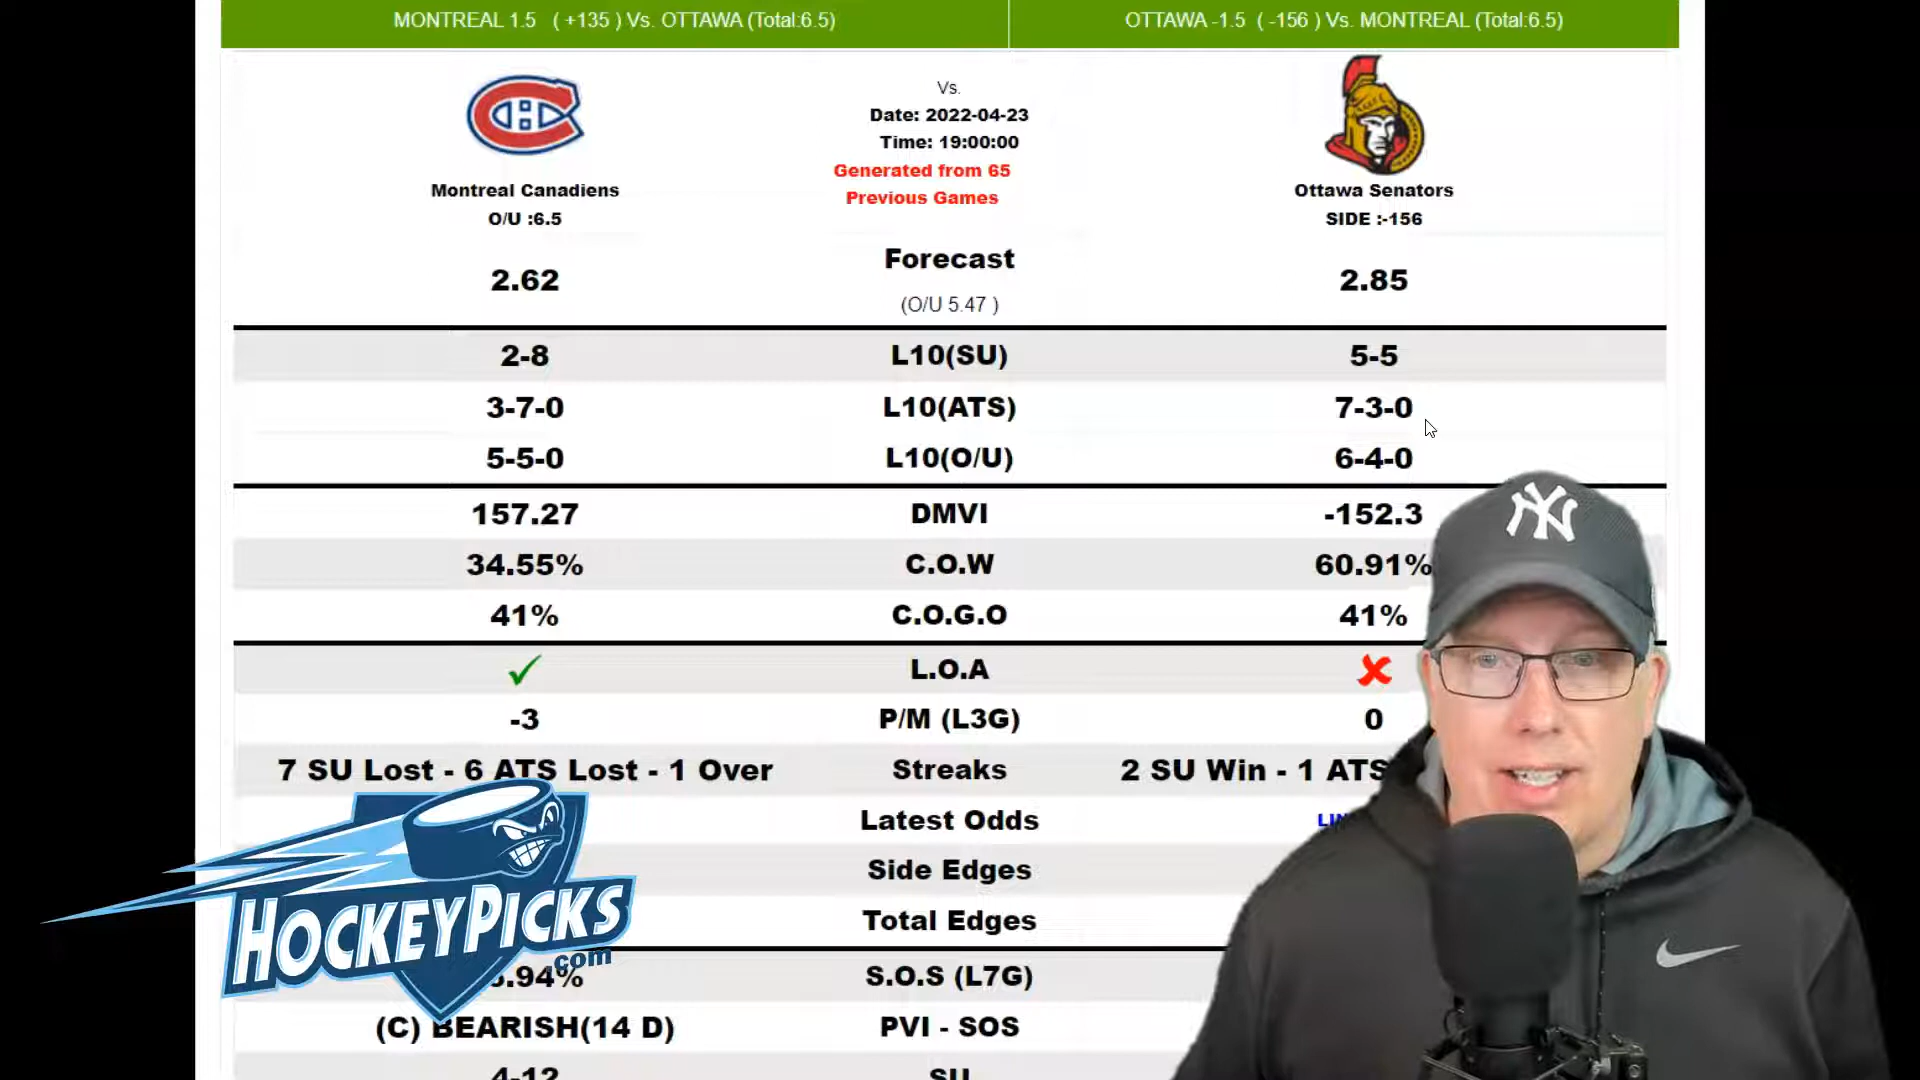 MONTREAL 1.5 ( +135 ) Vs. OTTAWA (Total:6.5)
OTTAWA -1.5 ( -156 ) Vs. MONTREAL (Total:6.5)
Vs.
Date: 2022-04-23
Time: 19:00:00
Generated from 65
Previous Games
Montreal Canadiens
O/U :6.5
Ottawa Senators
SIDE :-156
2.62 Forecast 2.85
(O/U 5.47 )
2-8 L10(SU) 5-5
3-7-0 L10(ATS) 7-3-0
5-5-0 L10(O/U) 6-4-0
157.27 DMVI -152.3
34.55% C.O.W 60.91%
41% C.O.G.O 41%
L.O.A
-3 P/M (L3G) 0
7 SU Lost - 6 ATS Lost - 1 Over Streaks 2 SU Win - 1 ATS
Latest Odds
Side Edges
Total Edges
.94% S.O.S (L7G)
(C) BEARISH(14 D) PVI - SOS
4-12 SU
HOCKEYPICKS
.com
NY